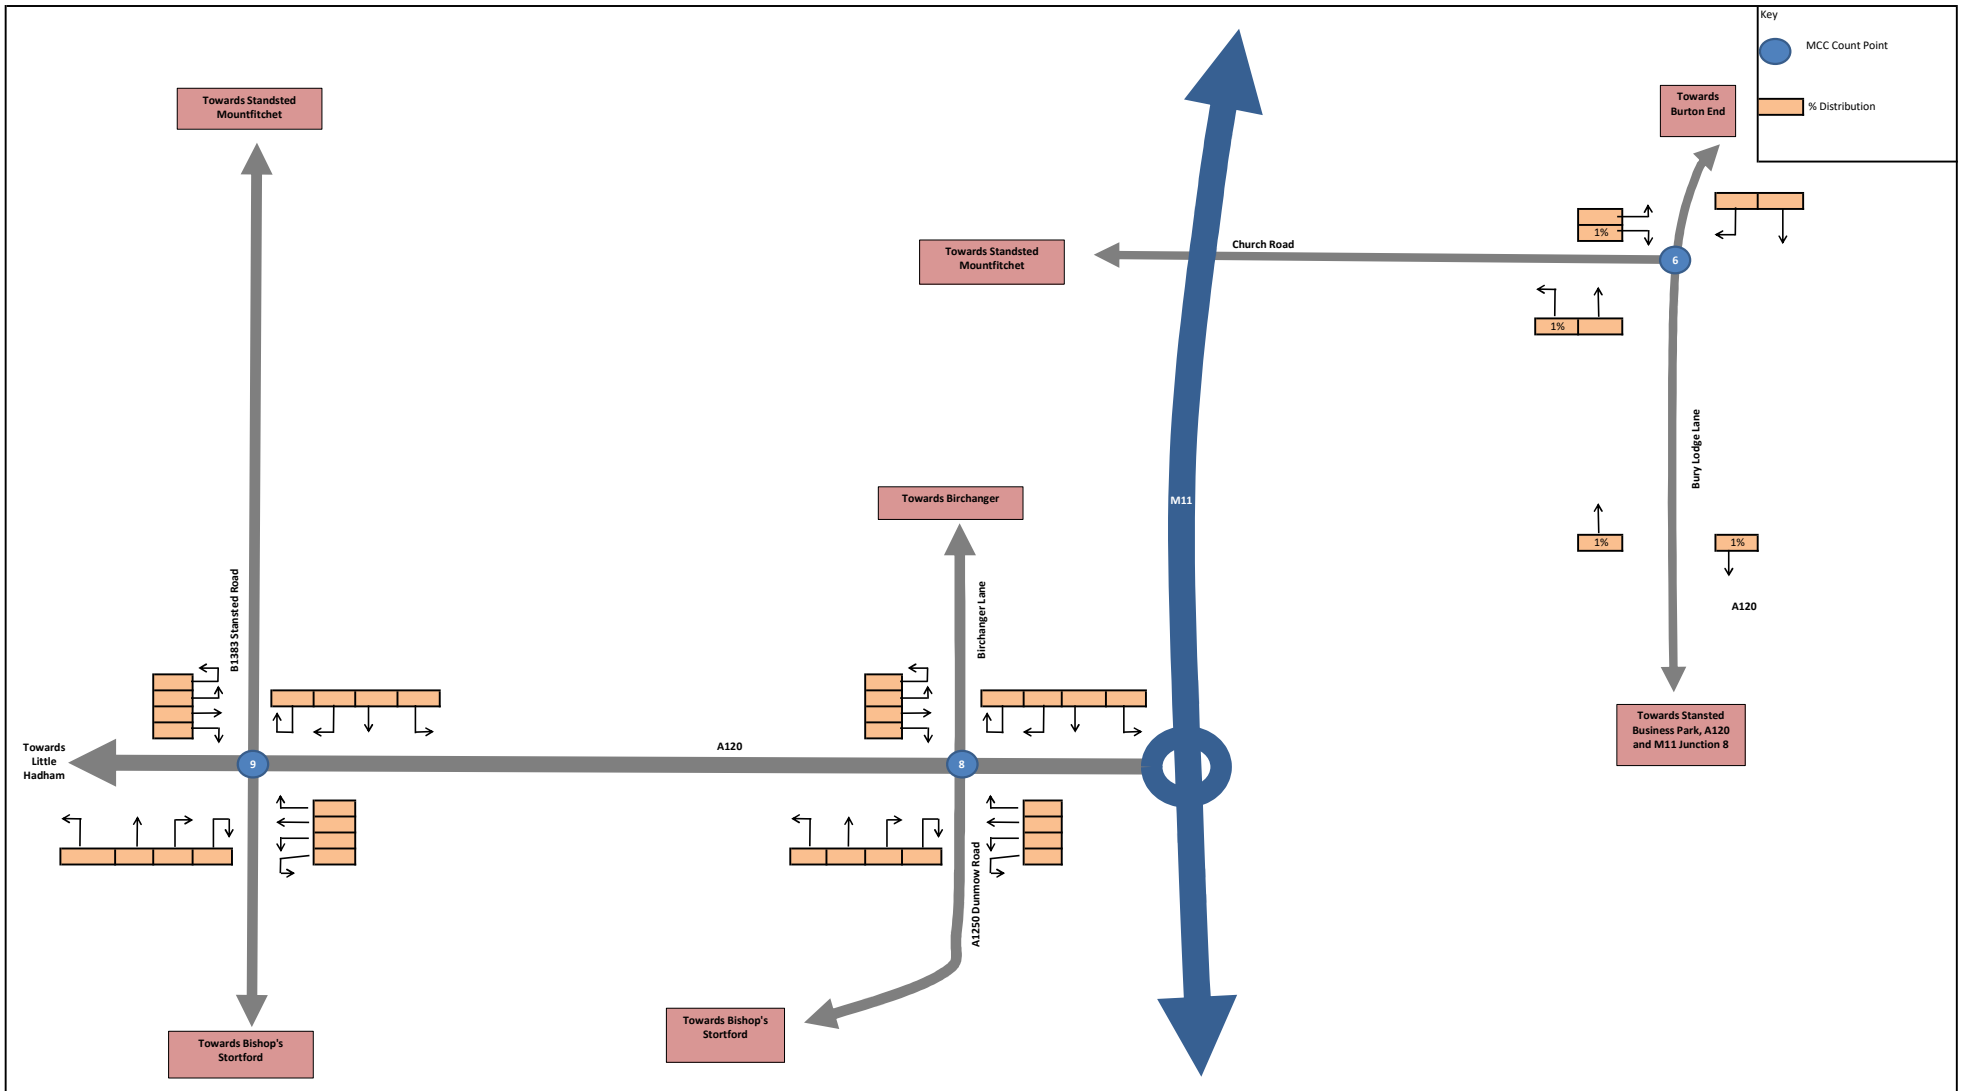 Key
MCC Count Point
% Distribution
Towards Standsted
Mountfitchet
Towards
Burton End
1%
Church Road
Towards Standsted
Mountfitchet
6
1%
Bury Lodge Lane
Towards Birchanger
M11
1%
1%
A120
B1383 Stansted Road
Birchanger Lane
Towards Stansted
Business Park, A120
and M11 Junction 8
Towards
Little
Hadham
9
A120
8
A1250 Dunmow Road
Towards Bishop's
Stortford
Towards Bishop's
Stortford